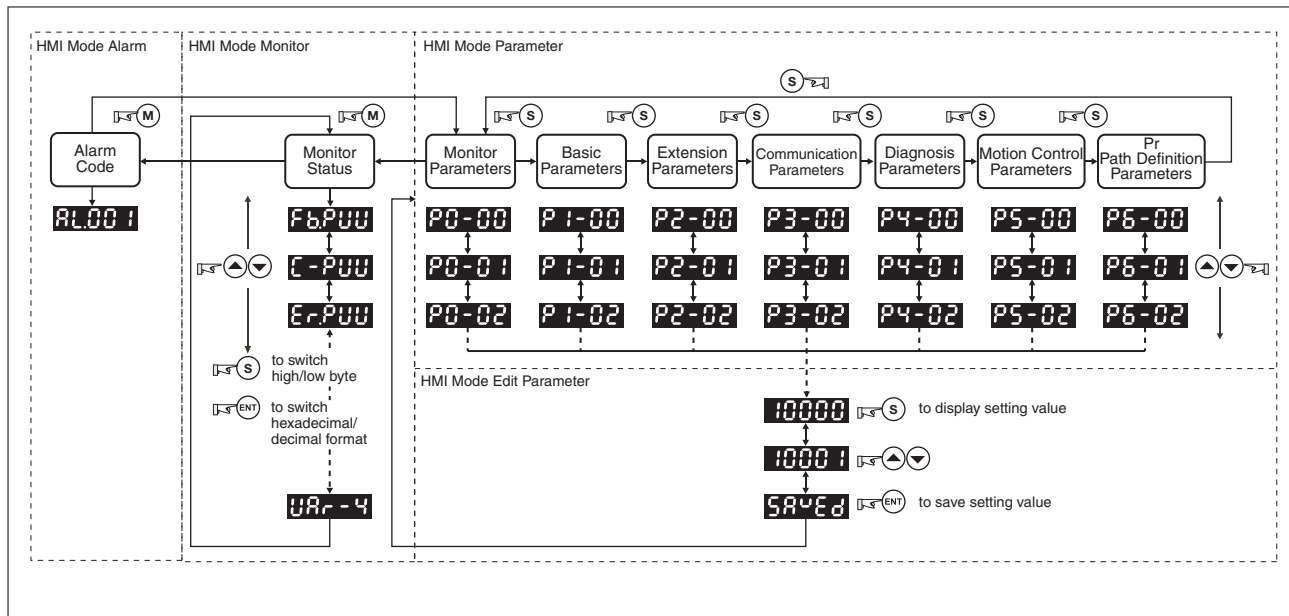 HMI Mode Alarm
HMI Mode Monitor
HMI Mode Parameter
S
M
M
S
S
S
S
S
S
Alarm
Code
Monitor
Status
Monitor
Parameters
Basic
Parameters
Extension
Parameters
Communication
Parameters
Diagnosis
Parameters
Motion Control
Parameters
Pr
Path Definition
Parameters
AL.001
Fb.PUU
P0-00
P1-00
P2-00
P3-00
P4-00
P5-00
P6-00
C-PUU
P0-01
P1-01
P2-01
P3-01
P4-01
P5-01
P6-01
Er.PUU
P0-02
P1-02
P2-02
P3-02
P4-02
P5-02
P6-02
S
to switch
high/low byte
ENT
to switch
hexadecimal/
decimal format
VAr-4
HMI Mode Edit Parameter
10000
S
to display setting value
10001
SAVEd
ENT
to save setting value